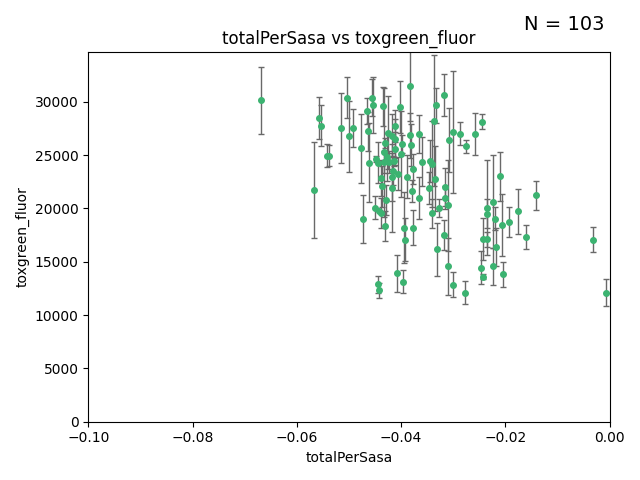 N = 103
totalPerSasa vs toxgreen_fluor
30000
25000
20000
15000
10000
5000
0
toxgreen_fluor
−0.10 −0.08 −0.06 −0.04 −0.02 0.00
totalPerSasa